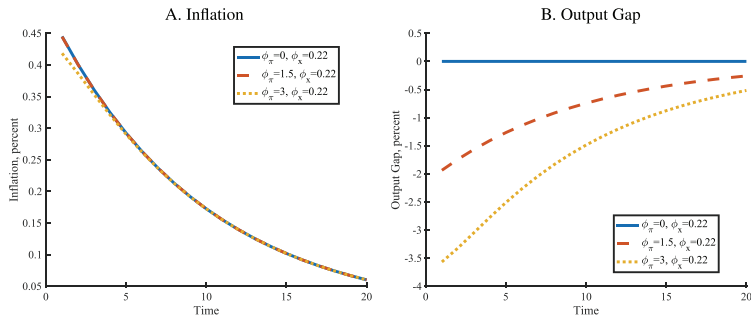 A. Inflation
0.45
0.4
0.35
0.3
0.25
0.2
0.15
0.1
0.05
0
5
10
15
20
Inflation, percent
Time
ϕπ=0, ϕx=0.22
ϕπ=1.5, ϕx=0.22
ϕπ=3, ϕx=0.22
B. Output Gap
0.5
0
-0.5
-1
-1.5
-2
-2.5
-3
-3.5
-4
0
5
10
15
20
Output Gap, percent
Time
ϕπ=0, ϕx=0.22
ϕπ=1.5, ϕx=0.22
ϕπ=3, ϕx=0.22